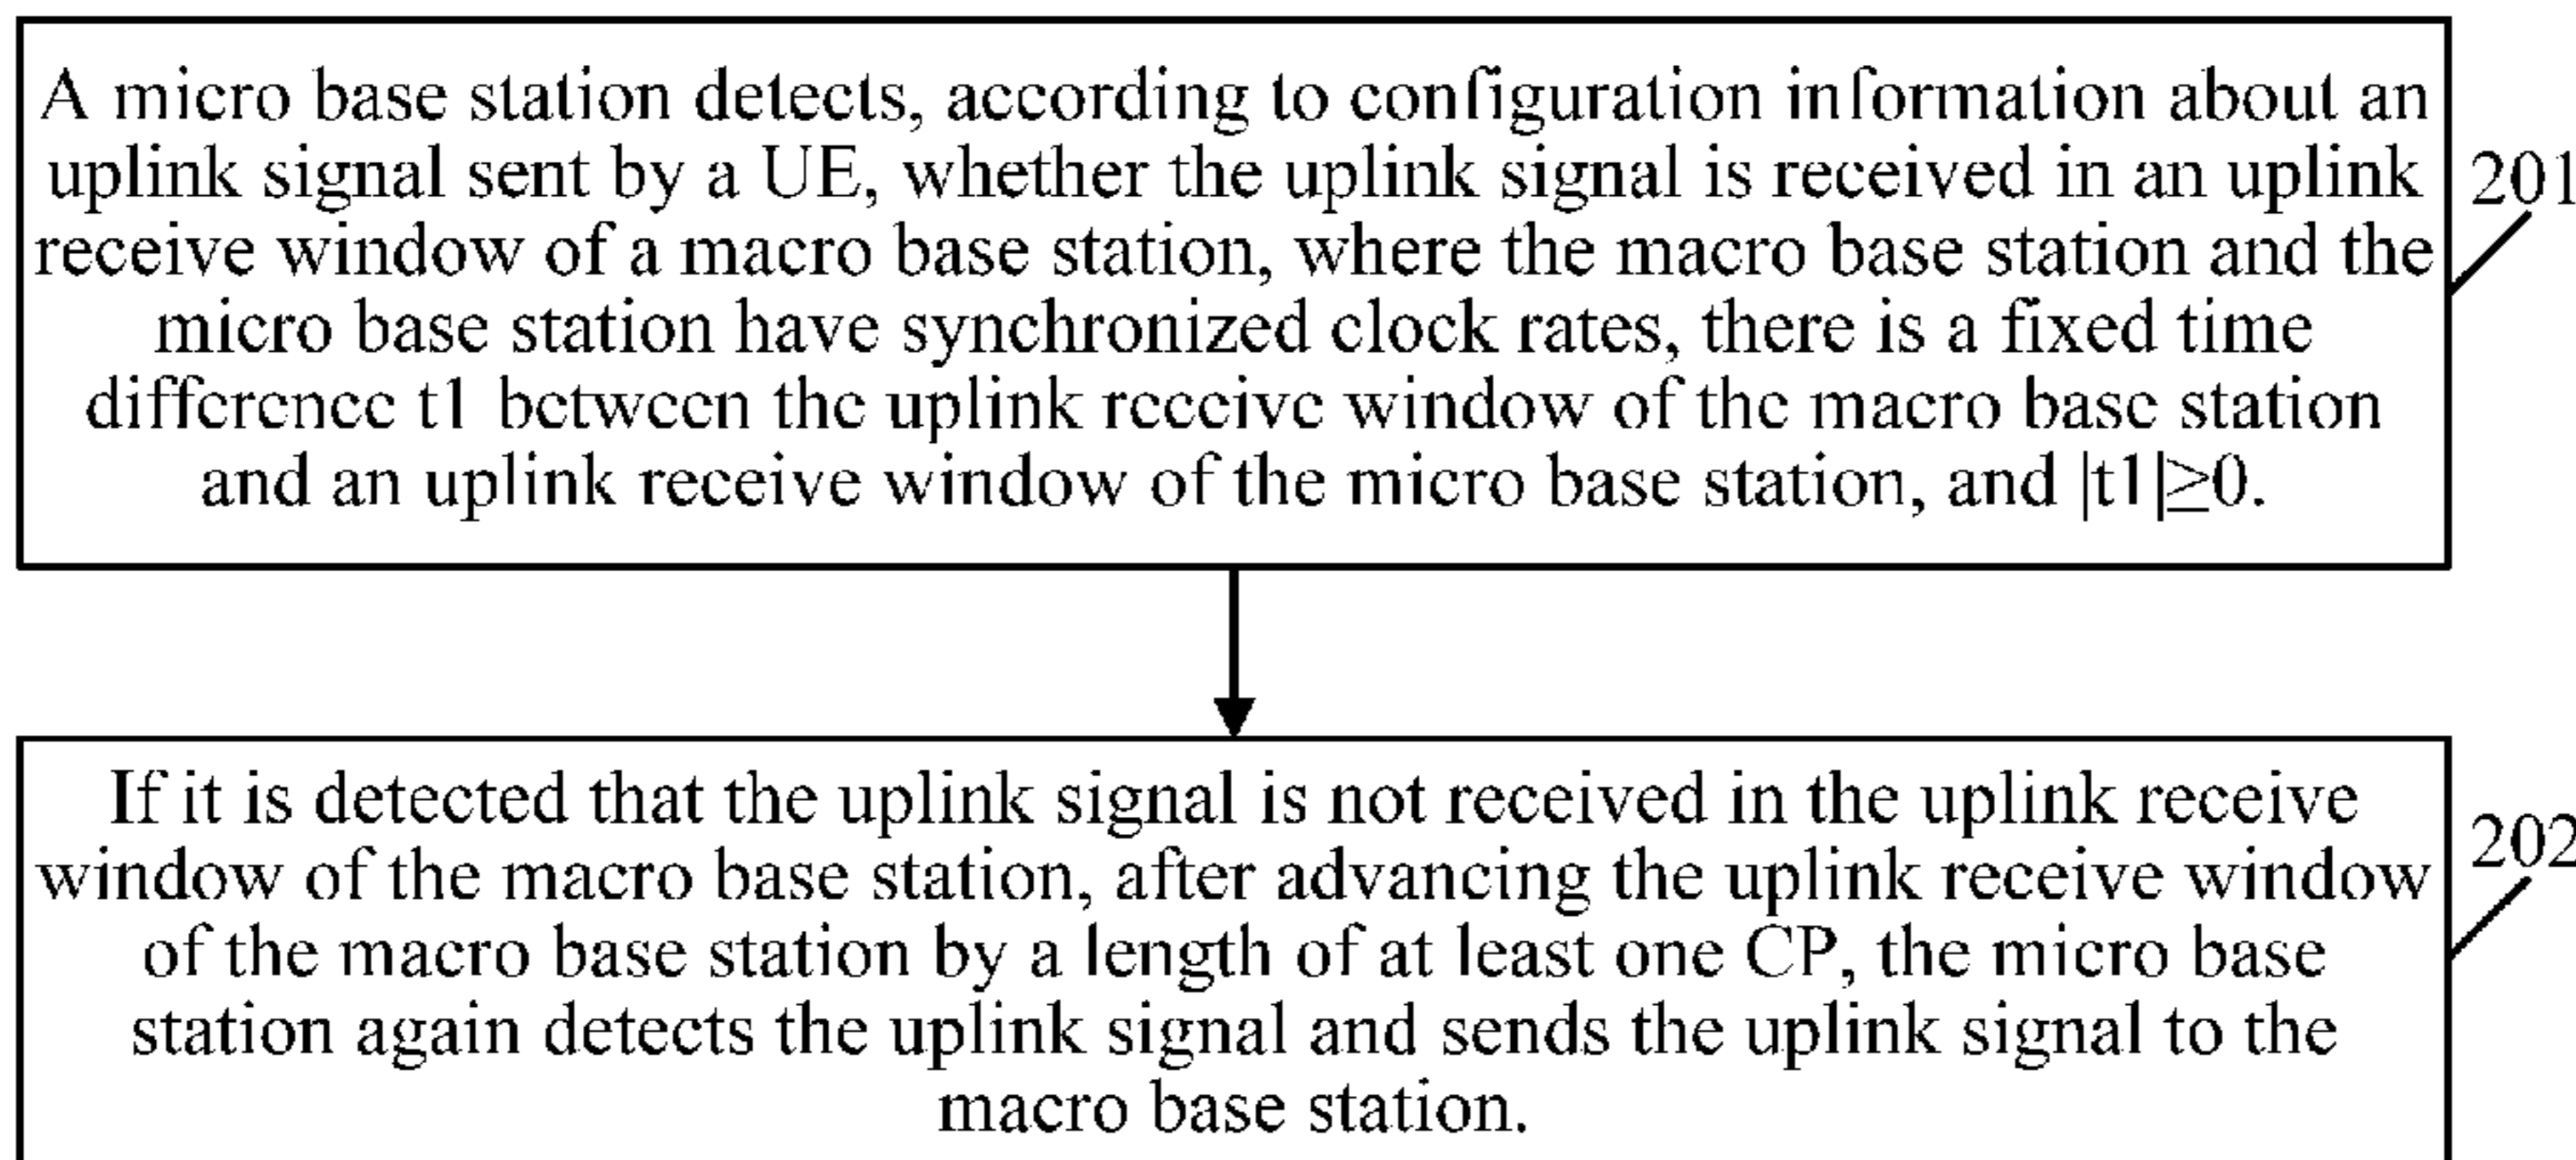 A micro base station detects, according to configuration information about an
uplink signal sent by a UE, whether the uplink signal is received in an uplink
receive window of a macro base station, where the macro base station and the
micro base station have synchronized clock rates, there is a fixed time
difference t1 between the uplink receive window of the macro base station
and an uplink receive window of the micro base station, and |t1|≥0.
201
If it is detected that the uplink signal is not received in the uplink receive
window of the macro base station, after advancing the uplink receive window
of the macro base station by a length of at least one CP, the micro base
station again detects the uplink signal and sends the uplink signal to the
macro base station.
202